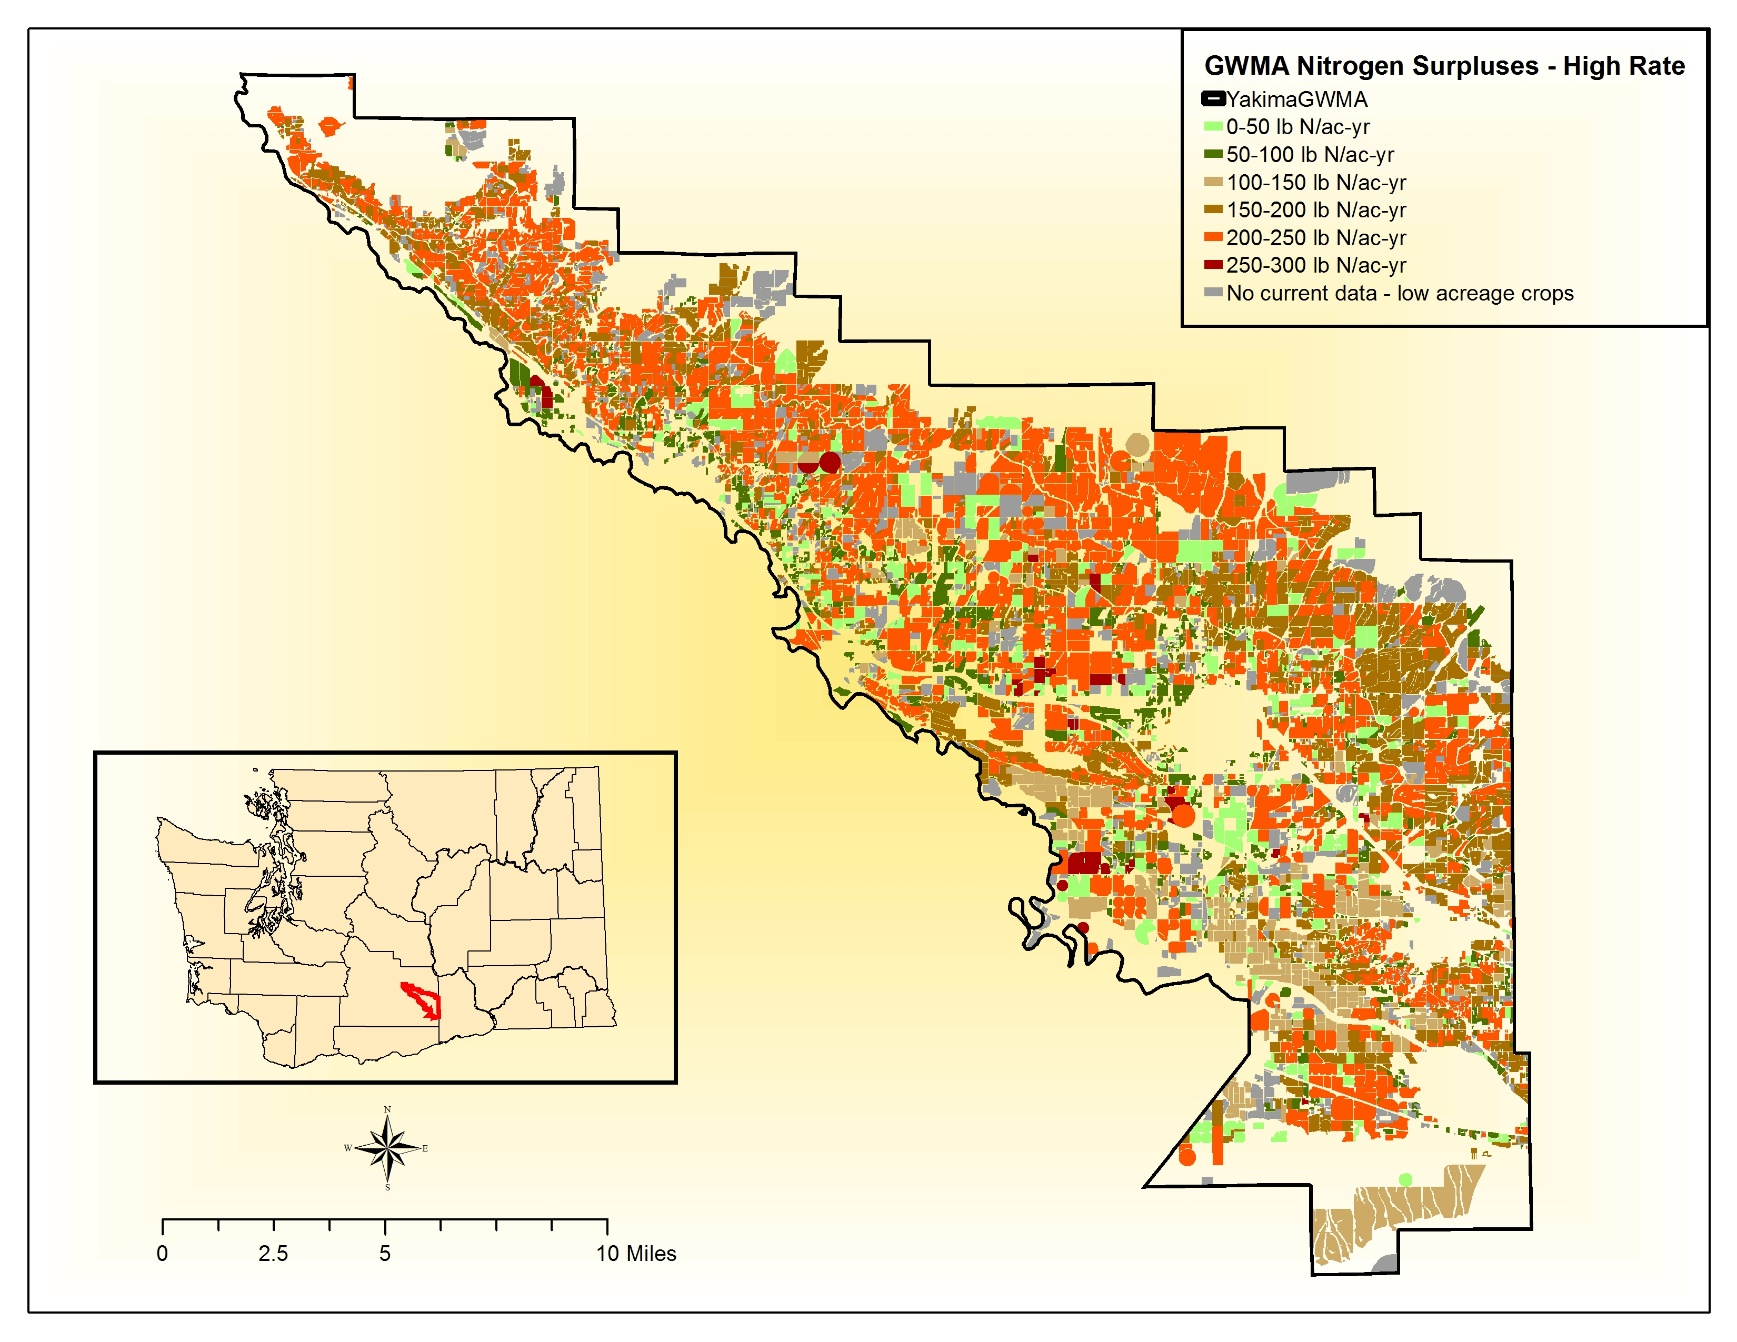 GWMA Nitrogen Surpluses - High Rate
YakimaGWMA
0-50 lb N/ac-yr
50-100 lb N/ac-yr
100-150 lb N/ac-yr
150-200 lb N/ac-yr
200-250 lb N/ac-yr
250-300 lb N/ac-yr
No current data - low acreage crops
N
W E
S
0 2.5 5 10 Miles